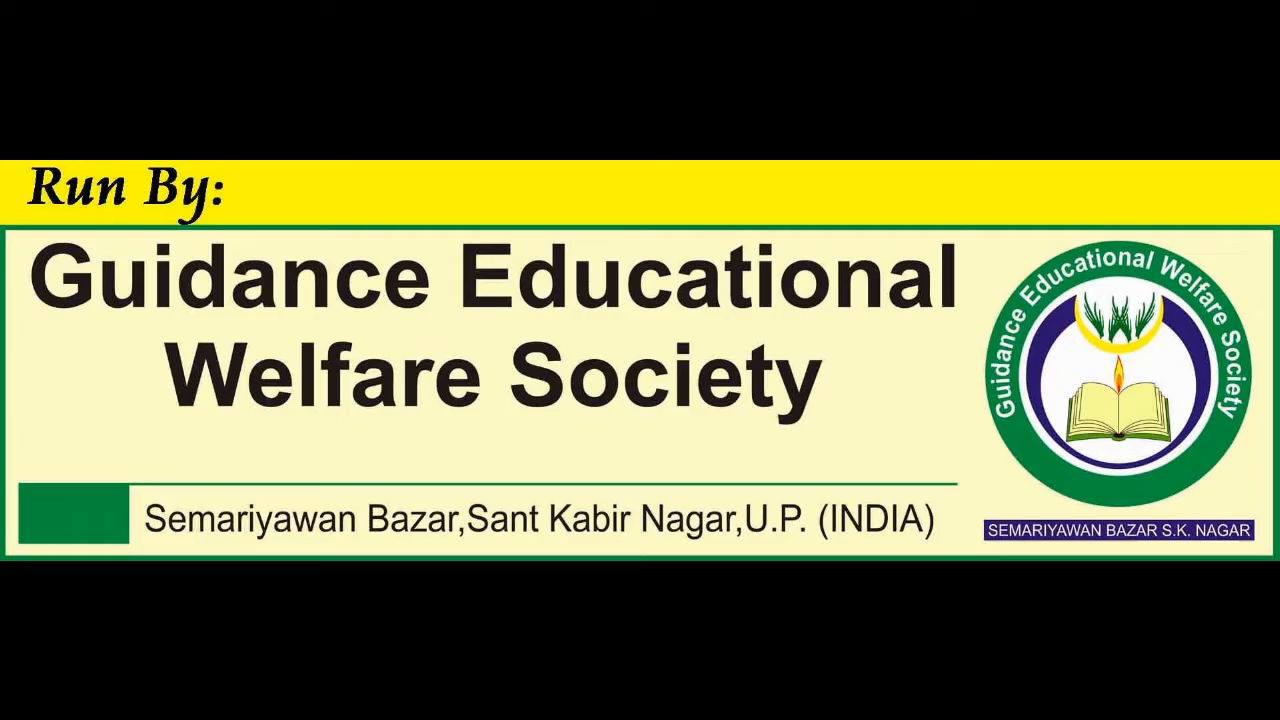 Run By:
Guidance Educational
Welfare Society
Semariyawan Bazar,Sant Kabir Nagar,U.P. (INDIA)
Guidance Educational Welfare Society
SEMARIYAWAN BAZAR S.K. NAGAR